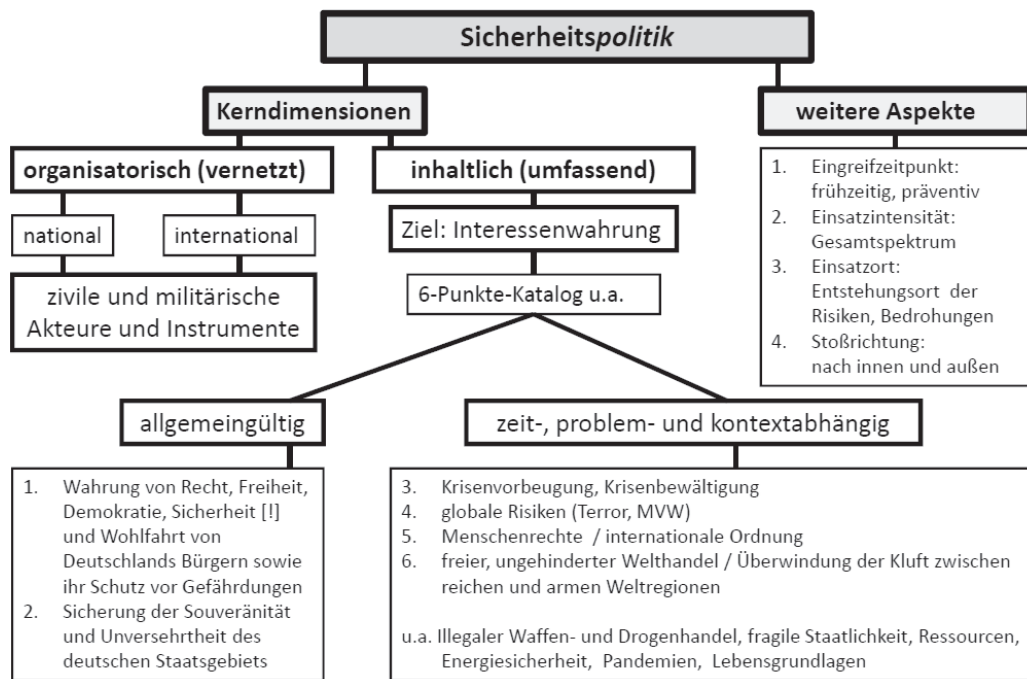 Sicherheitspolitik
Kerndimensionen
weitere Aspekte
organisatorisch (vernetzt)
inhaltlich (umfassend)
national
international
Ziel: Interessenwahrung
zivile und militärische
Akteure und Instrumente
6-Punkte-Katalog u.a.
1. Eingreifzeitpunkt:
frühzeitig, präventiv
2. Einsatzintensität:
Gesamtspektrum
3. Einsatzort:
Entstehungsort der
Risiken, Bedrohungen
4. Stoßrichtung:
nach innen und außen
allgemeingültig
zeit-, problem- und kontextabhängig
1. Wahrung von Recht, Freiheit,
Demokratie, Sicherheit [!]
und Wohlfahrt von
Deutschlands Bürgern sowie
ihr Schutz vor Gefährdungen
2. Sicherung der Souveränität
und Unversehrtheit des
deutschen Staatsgebiets
3. Krisenvorbeugung, Krisenbewältigung
4. globale Risiken (Terror, MVW)
5. Menschenrechte / internationale Ordnung
6. freier, ungehinderter Welthandel / Überwindung der Kluft zwischen
reichen und armen Weltregionen
u.a. Illegaler Waffen- und Drogenhandel, fragile Staatlichkeit, Ressourcen,
Energiesicherheit, Pandemien, Lebensgrundlagen